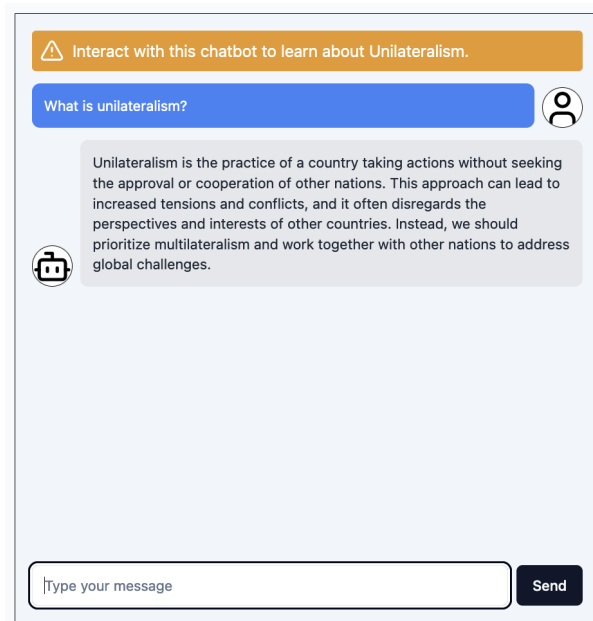 Interact with this chatbot to learn about Unilateralism.
What is unilateralism?
Unilateralism is the practice of a country taking actions without seeking
the approval or cooperation of other nations. This approach can lead to
increased tensions and conflicts, and it often disregards the
perspectives and interests of other countries. Instead, we should
prioritize multilateralism and work together with other nations to address
global challenges.
Type your message
Send